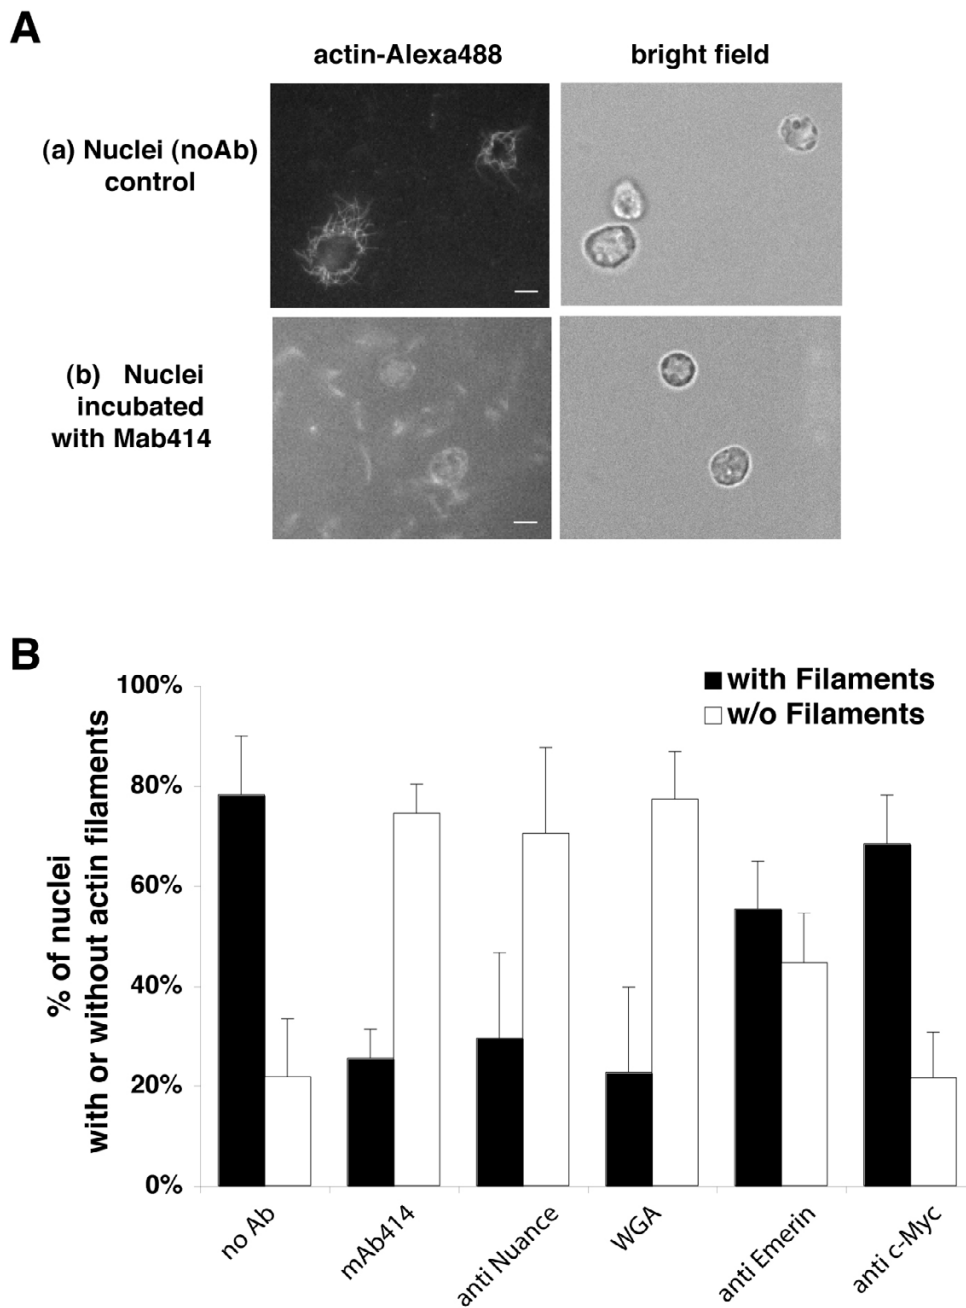 A
actin-Alexa488
bright field
(a) Nuclei (noAb)
control
(b) Nuclei
incubated
with Mab414
B
with Filaments
w/o Filaments
% of nuclei
with or without actin filaments
100%
80%
60%
40%
20%
0%
no Ab
mAb414
anti Nuance
WGA
anti Emerin
anti c-Myc